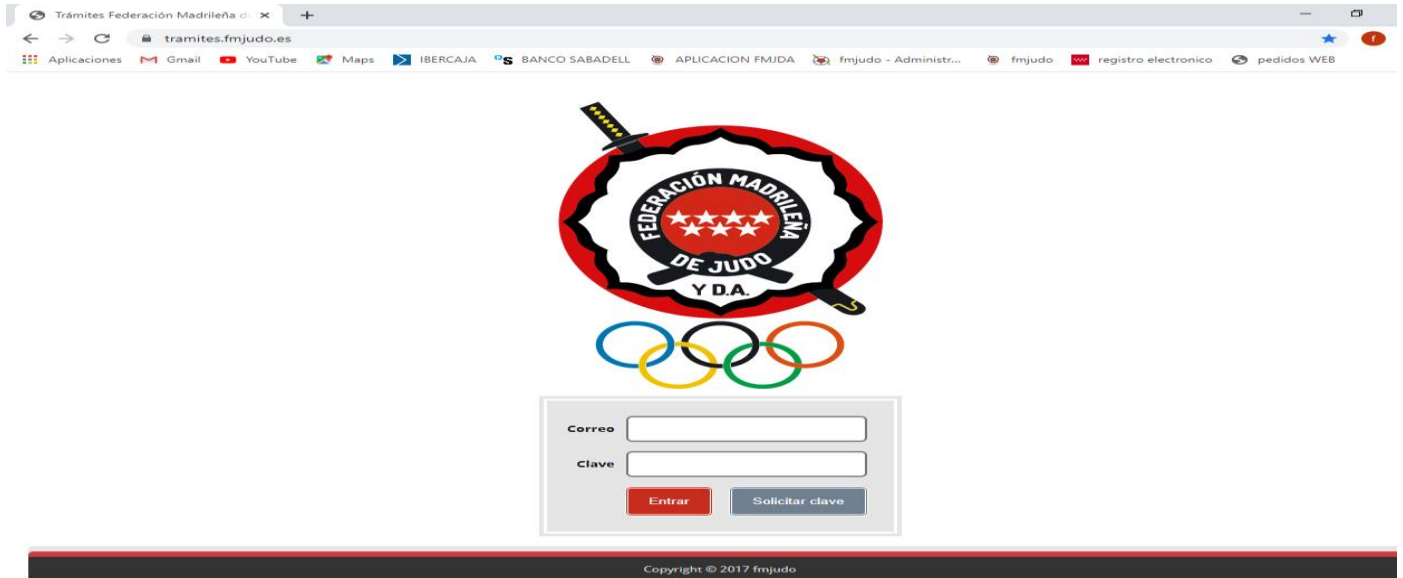 Trámites Federación Madrileña d
tramites.fmjudo.es
f
Aplicaciones Gmail YouTube Maps IBERCAJA BANCO SABADELL APLICACION FMJDA fmjudo - Administr... fmjudo registro electronico pedidos WEB
FEDERACIÓN MADRILEÑA
DE JUDO
Y D.A.
Correo
Clave
Entrar Solicitar clave
Copyright © 2017 fmjudo